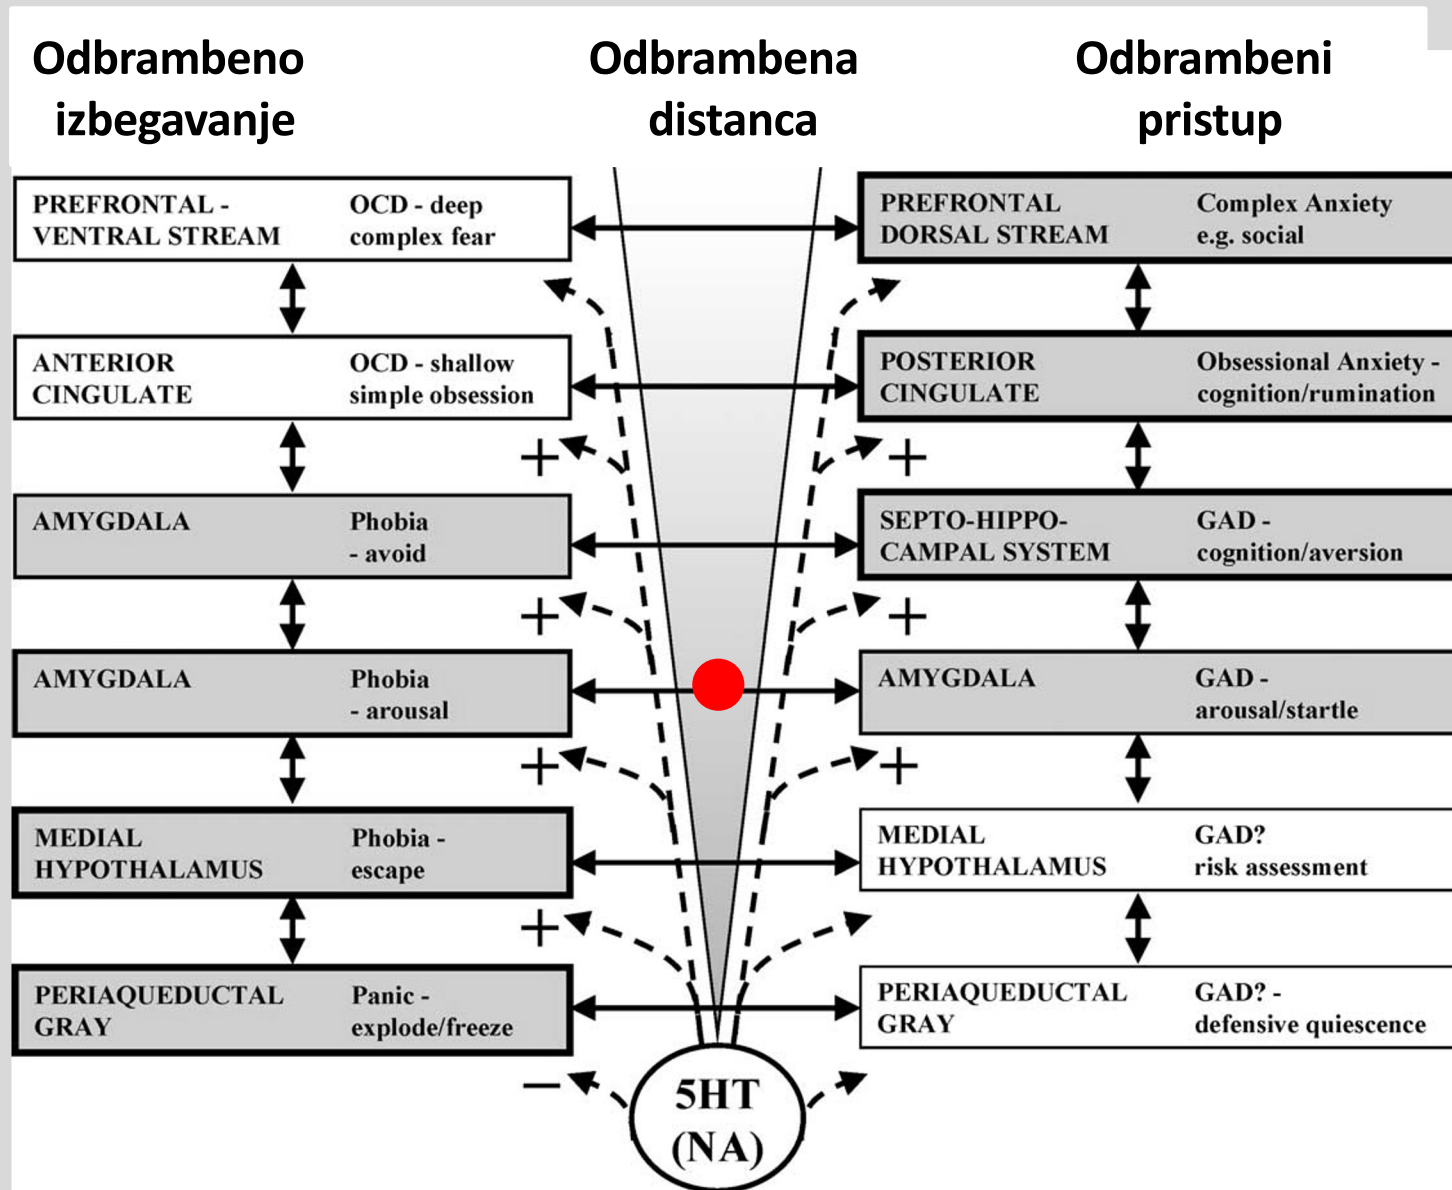 Odbrambeno
izbegavanje
Odbrambena
distanca
Odbrambeni
pristup
PREFRONTAL -
VENTRAL STREAM
OCD - deep
complex fear
PREFRONTAL
DORSAL STREAM
Complex Anxiety
e.g. social
ANTERIOR
CINGULATE
OCD - shallow
simple obsession
POSTERIOR
CINGULATE
Obsessional Anxiety -
cognition/rumination
+
+
AMYGDALA
Phobia
- avoid
SEPTO-HIPPO-
CAMPAL SYSTEM
GAD -
cognition/aversion
+
+
AMYGDALA
Phobia
- arousal
AMYGDALA
GAD -
arousal/startle
+
+
MEDIAL
HYPOTHALAMUS
Phobia -
escape
MEDIAL
HYPOTHALAMUS
GAD?
risk assessment
+
PERIAQUEDUCTAL
GRAY
Panic -
explode/freeze
PERIAQUEDUCTAL
GRAY
GAD? -
defensive quiescence
–
5HT
(NA)